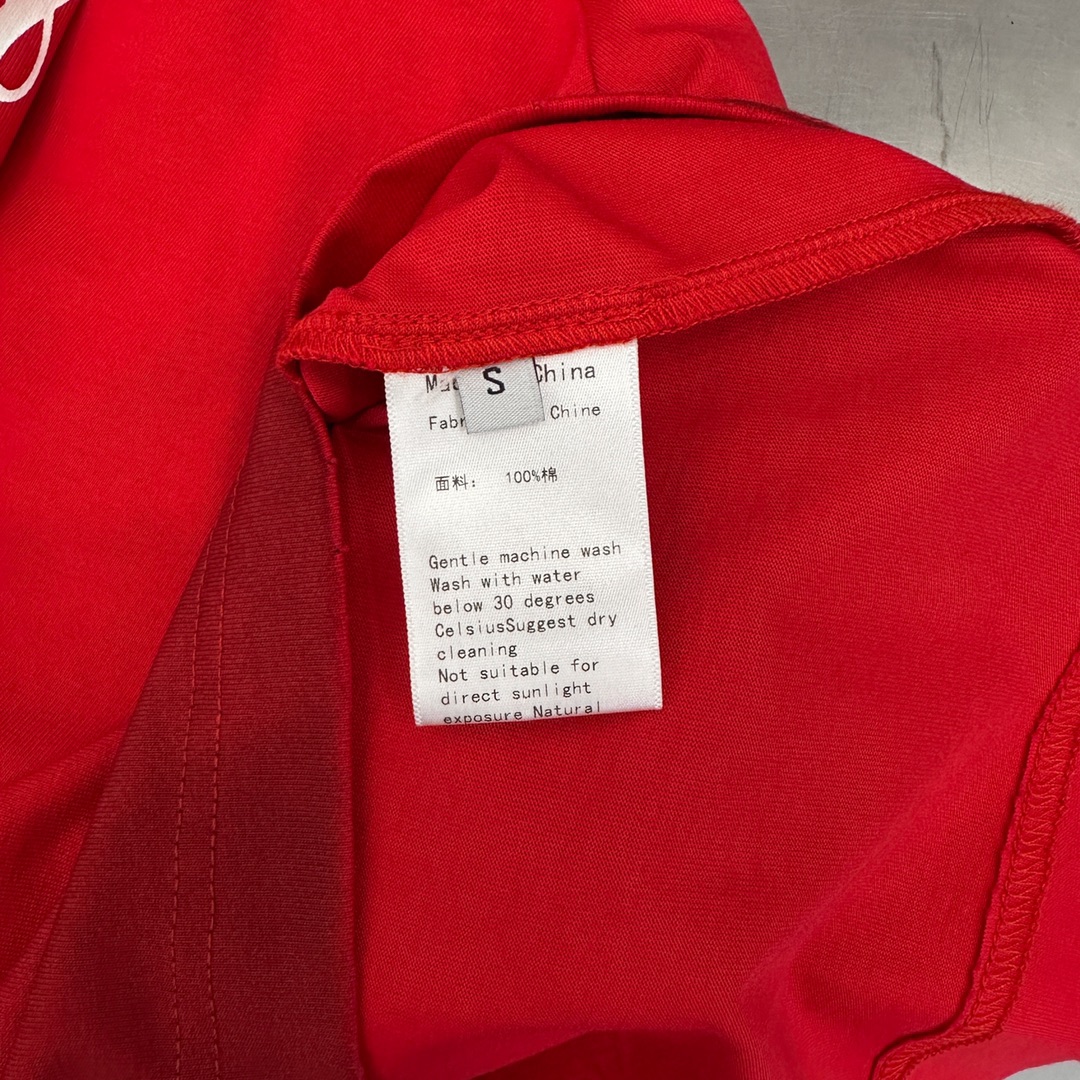 S
China
Chine
面料： 100%棉
Gentle machine wash
Wash with water
below 30 degrees
CelsiusSuggest dry
cleaning
Not suitable for
direct sunlight
exposure Natural